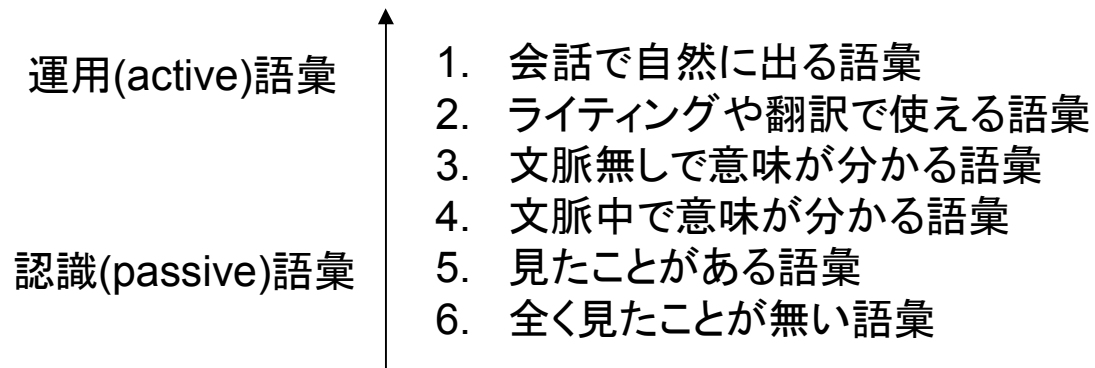 運用(active)語彙
認識(passive)語彙
1. 会話で自然に出る語彙
2. ライティングや翻訳で使える語彙
3. 文脈無しで意味が分かる語彙
4. 文脈中で意味が分かる語彙
5. 見たことがある語彙
6. 全く見たことが無い語彙